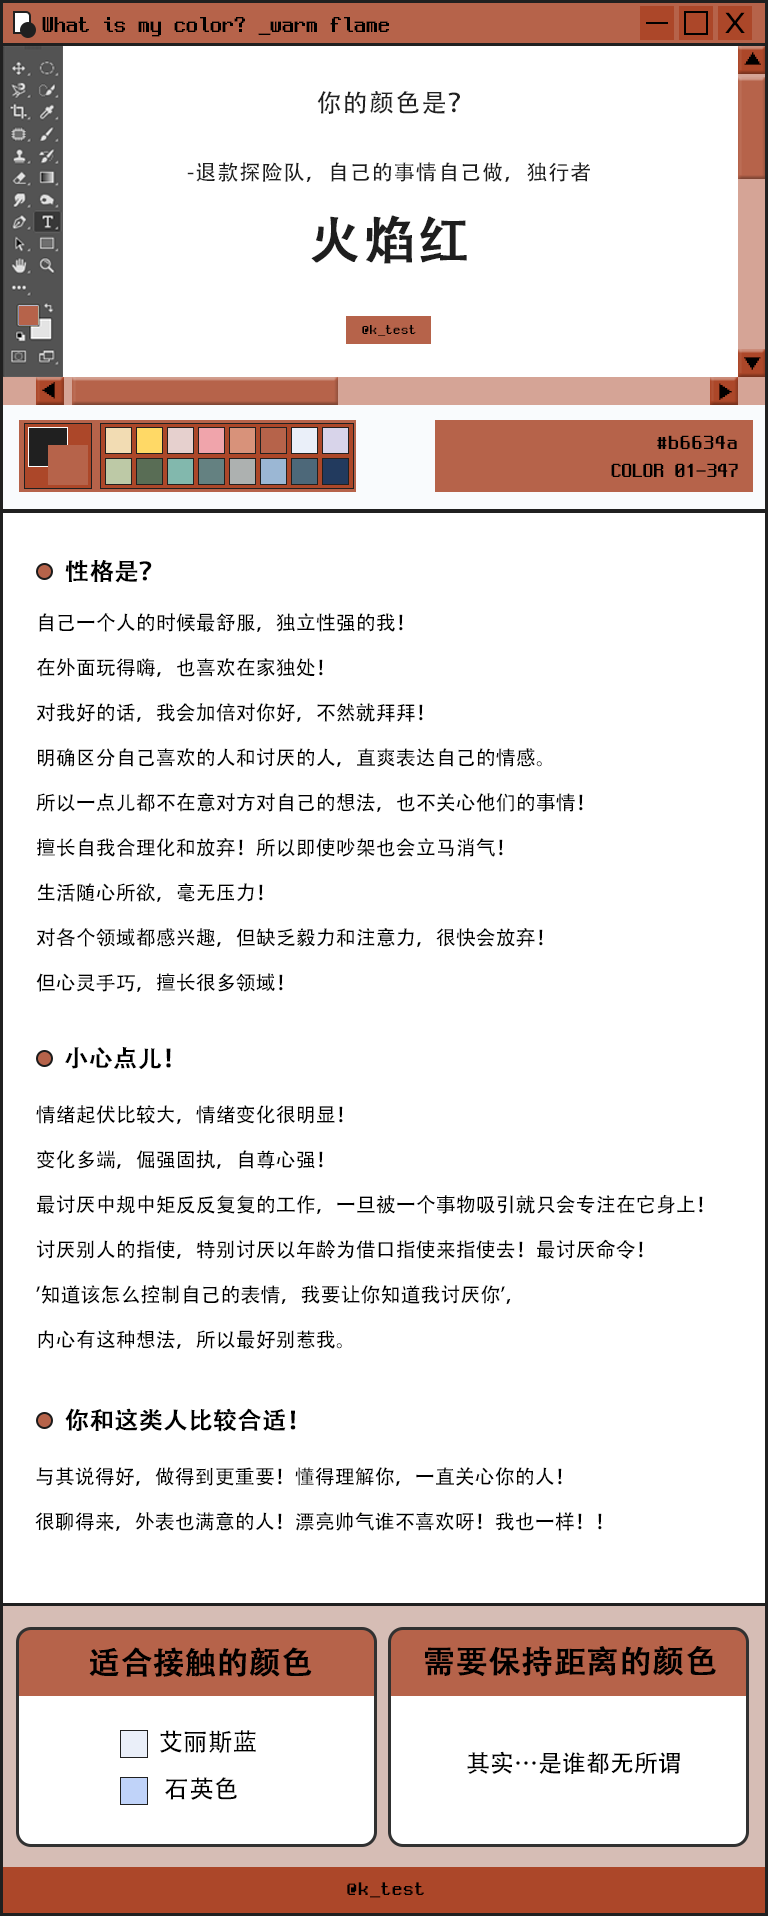 What is my color? _warm flame
你的颜色是?
-退款探险队, 自己的事情自己做, 独行者
火焰红
@k_test
#b6634a
COLOR 01-347
性格是?
自己一个人的时候最舒服, 独立性强的我!
在外面玩得嗨, 也喜欢在家独处!
对我好的话, 我会加倍对你好, 不然就拜拜!
明确区分自己喜欢的人和讨厌的人, 直爽表达自己的情感。
所以一点儿都不在意对方对自己的想法, 也不关心他们的事情!
擅长自我合理化和放弃! 所以即使吵架也会立马消气!
生活随心所欲, 毫无压力!
对各个领域都感兴趣, 但缺乏毅力和注意力, 很快会放弃!
但心灵手巧, 擅长很多领域!
小心点儿!
情绪起伏比较大, 情绪变化很明显!
变化多端, 倔强固执, 自尊心强!
最讨厌中规中矩反反复复的工作, 一旦被一个事物吸引就只会专注在它身上!
讨厌别人的指使, 特别讨厌以年龄为借口指使来指使去! 最讨厌命令!
'知道该怎么控制自己的表情, 我要让你知道我讨厌你',
内心有这种想法, 所以最好别惹我。
你和这类人比较合适!
与其说得好, 做得到更重要! 懂得理解你, 一直关心你的人!
很聊得来, 外表也满意的人! 漂亮帅气谁不喜欢呀! 我也一样! !
适合接触的颜色
艾丽斯蓝
石英色
需要保持距离的颜色
其实…是谁都无所谓
@k_test